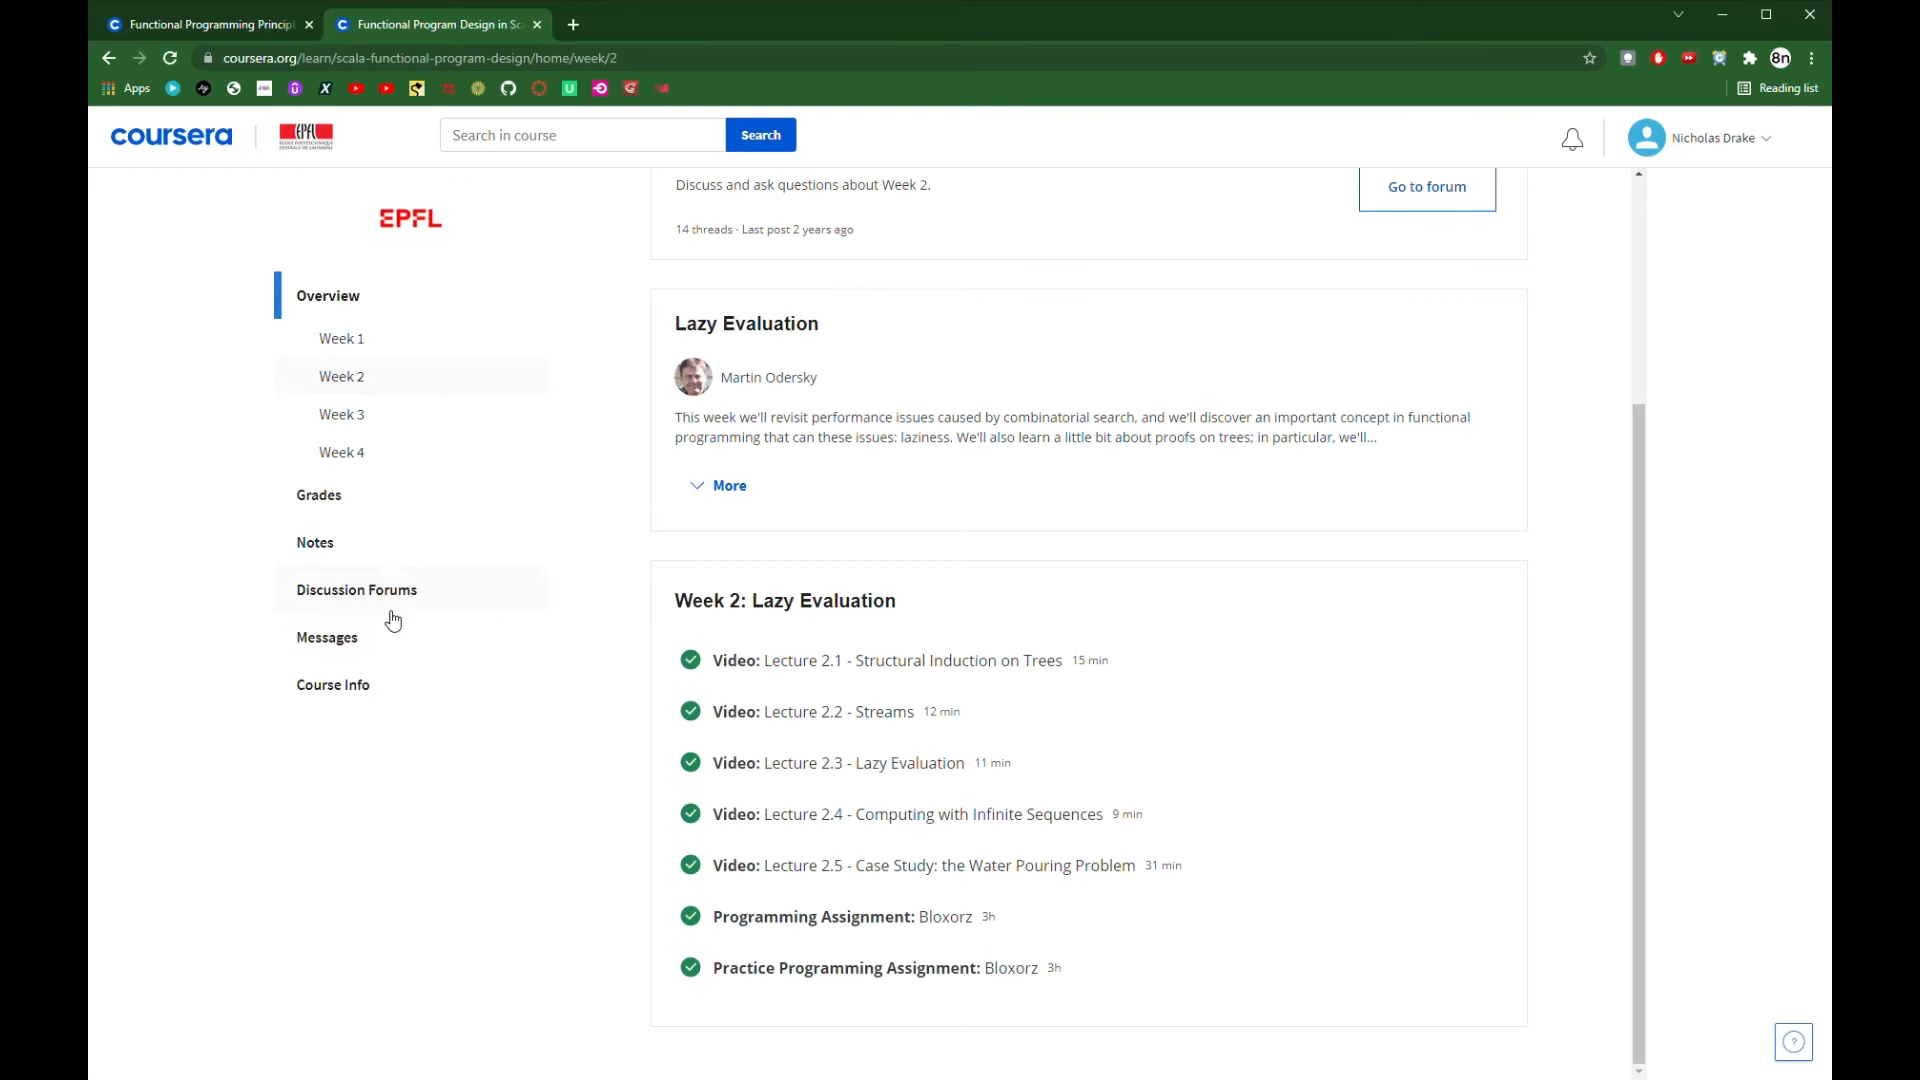 Functional Programming Principl
Functional Program Design in Sc
coursera.org/learn/scala-functional-program-design/home/week/2
8n
Apps
Reading list
coursera
EPFL
ÉCOLE POLYTECHNIQUE
FÉDÉRALE DE LAUSANNE
Search in course
Search
Nicholas Drake
EPFL
Overview
Week 1
Week 2
Week 3
Week 4
Grades
Notes
Discussion Forums
Messages
Course Info
Discuss and ask questions about Week 2.
Go to forum
14 threads · Last post 2 years ago
Lazy Evaluation
Martin Odersky
This week we'll revisit performance issues caused by combinatorial search, and we'll discover an important concept in functional
programming that can these issues: laziness. We'll also learn a little bit about proofs on trees; in particular, we'll...
More
Week 2: Lazy Evaluation
Video: Lecture 2.1 - Structural Induction on Trees 15 min
Video: Lecture 2.2 - Streams 12 min
Video: Lecture 2.3 - Lazy Evaluation 11 min
Video: Lecture 2.4 - Computing with Infinite Sequences 9 min
Video: Lecture 2.5 - Case Study: the Water Pouring Problem 31 min
Programming Assignment: Bloxorz 3h
Practice Programming Assignment: Bloxorz 3h
?